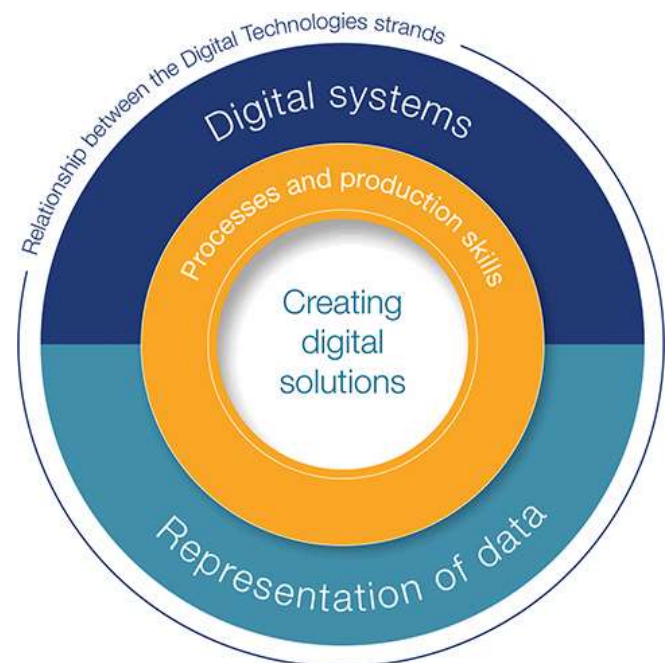 Relationship between the Digital Technologies strands
Digital systems
Processes and production skills
Creating
digital
solutions
Representation of data